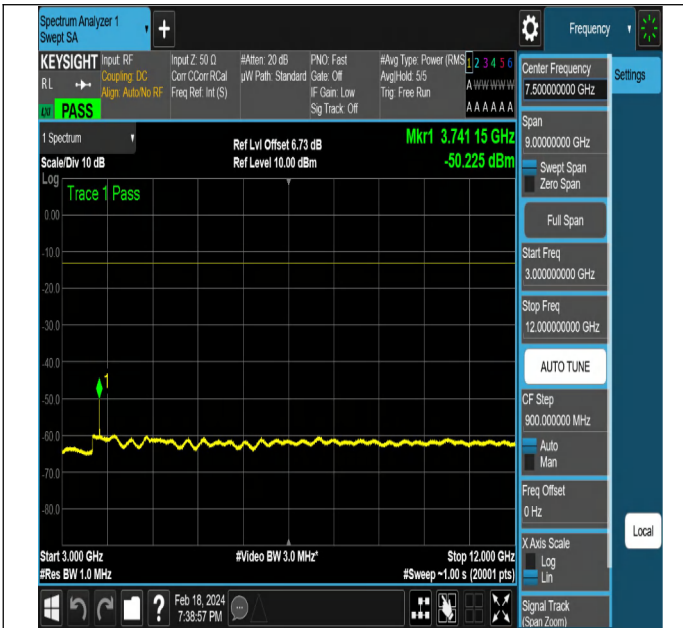 Spectrum Analyzer 1
Swept SA
+
Frequency
KEYSIGHT
R L
LXI PASS
Input: RF
Coupling: DC
Align: Auto/No RF
Input Z: 50 Ω
Corr CCorr RCal
Freq Ref: Int (S)
#Atten: 20 dB
µW Path: Standard
PNO: Fast
Gate: Off
IF Gain: Low
Sig Track: Off
#Avg Type: Power (RMS
Avg|Hold: 5/5
Trig: Free Run
1 2 3 4 5 6
A W W W W W
A A A A A A
1 Spectrum
Scale/Div 10 dB
Ref Lvl Offset 6.73 dB
Ref Level 10.00 dBm
Mkr1 3.741 15 GHz
-50.225 dBm
Log
Trace 1 Pass
0.00
-10.0
-20.0
-30.0
-40.0
-50.0
-60.0
-70.0
-80.0
1
Start 3.000 GHz
#Res BW 1.0 MHz
#Video BW 3.0 MHz*
Stop 12.000 GHz
#Sweep ~1.00 s (20001 pts)
?
Feb 18, 2024
7:38:57 PM
Center Frequency
7.500000000 GHz
Span
9.00000000 GHz
Swept Span
Zero Span
Full Span
Start Freq
3.000000000 GHz
Stop Freq
12.000000000 GHz
AUTO TUNE
CF Step
900.000000 MHz
Auto
Man
Freq Offset
0 Hz
X Axis Scale
Log
Lin
Signal Track
(Span Zoom)
Settings
Local